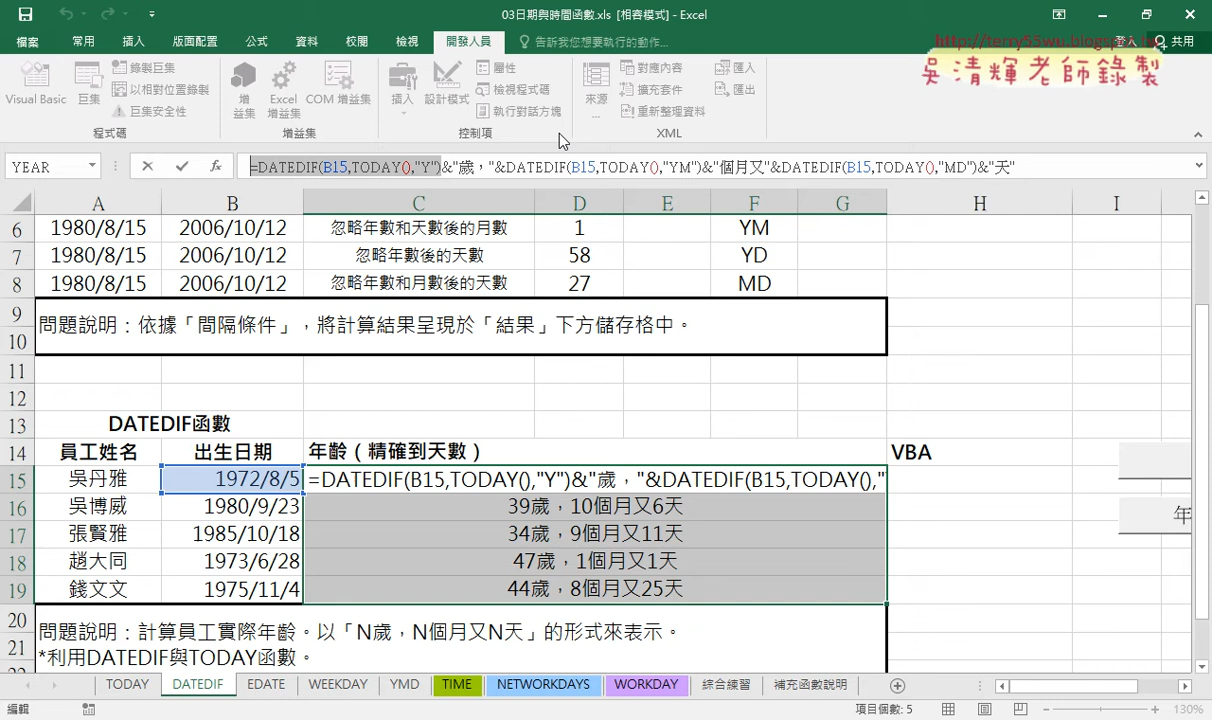 03日期與時間函數.xls [相容模式] - Excel
檔案 常用 插入 版面配置 公式 資料 校閱 檢視 開發人員 告訴我您想要執行的動作... 登入 共用
http://terry55wu.blogspot.tw
吳清輝老師錄製
Visual Basic 巨集 錄製巨集 以相對位置錄製 巨集安全性 增益集 Excel 增益集 COM 增益集 插入 設計模式 屬性 檢視程式碼 執行對話方塊 來源... 對應內容 擴充套件 重新整理資料 匯入 匯出
程式碼 增益集 控制項 XML
YEAR fx =DATEDIF(B15,TODAY(),"Y")&"歲，"&DATEDIF(B15,TODAY(),"YM")&"個月又"&DATEDIF(B15,TODAY(),"MD")&"天"
A B C D E F G H I
6 1980/8/15 2006/10/12 忽略年數和天數後的月數 1 YM
7 1980/8/15 2006/10/12 忽略年數後的天數 58 YD
8 1980/8/15 2006/10/12 忽略年數和月數後的天數 27 MD
9
問題說明：依據「間隔條件」，將計算結果呈現於「結果」下方儲存格中。
10
11
12
13 DATEDIF函數
14 員工姓名 出生日期 年齡（精確到天數） VBA
15 吳丹雅 1972/8/5 =DATEDIF(B15,TODAY(),"Y")&"歲，"&DATEDIF(B15,TODAY(),"
16 吳博威 1980/9/23 39歲，10個月又6天
年
17 張賢雅 1985/10/18 34歲，9個月又11天
18 趙大同 1973/6/28 47歲，1個月又1天
19 錢文文 1975/11/4 44歲，8個月又25天
20 問題說明：計算員工實際年齡。以「N歲，N個月又N天」的形式來表示。
21 *利用DATEDIF與TODAY函數。
TODAY DATEDIF EDATE WEEKDAY YMD TIME NETWORKDAYS WORKDAY 綜合練習 補充函數說明
編輯 項目個數: 5 130%